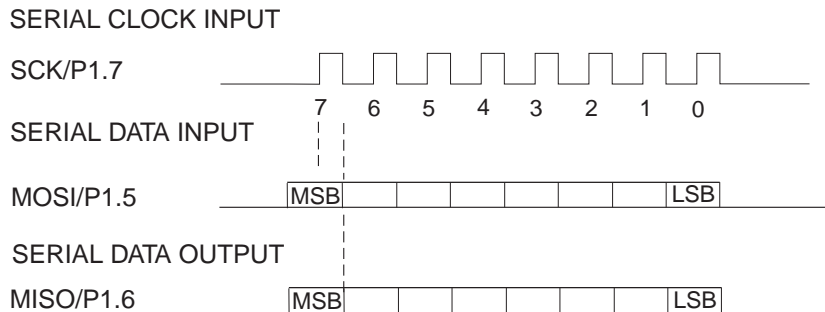 SERIAL CLOCK INPUT
SCK/P1.7
7 6 5 4 3 2 1 0
SERIAL DATA INPUT
MOSI/P1.5 MSB LSB
SERIAL DATA OUTPUT
MISO/P1.6 MSB LSB